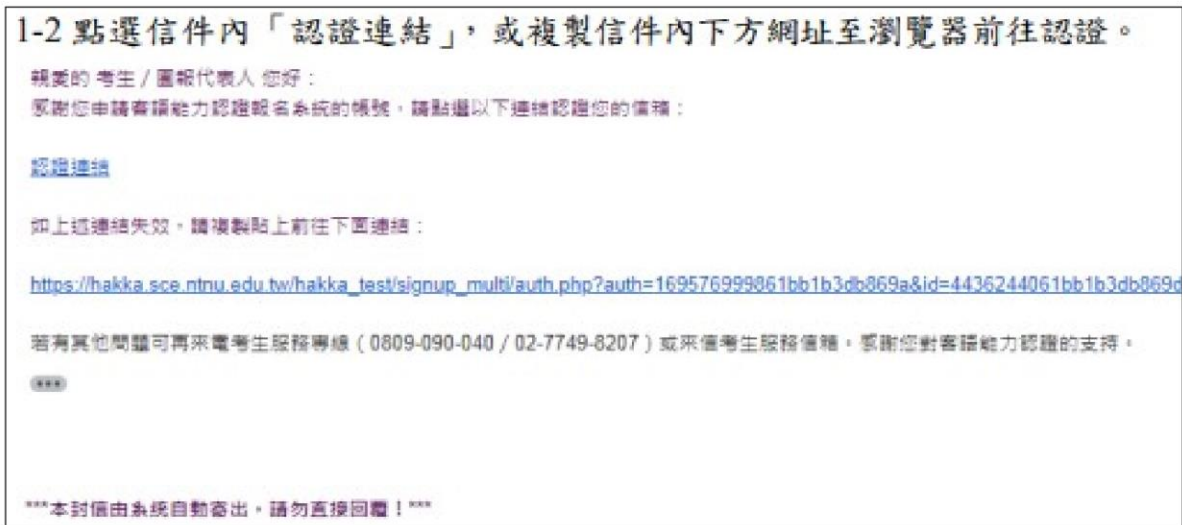 1-2 點選信件內「認證連結」，或複製信件內下方網址至瀏覽器前往認證。
親愛的 考生 / 團報代表人 您好：
感謝您申請客語能力認證報名系統的帳號，請點選以下連結認證您的信箱：
認證連結
如上述連結失效，請複製貼上前往下面連結：
https://hakka.sce.ntnu.edu.tw/hakka_test/signup_multi/auth.php?auth=169576999861bb1b3db869a&id=4436244061bb1b3db869d
若有其他問題可再來電考生服務專線（0809-090-040 / 02-7749-8207）或來信考生服務信箱，感謝您對客語能力認證的支持。
***本封信由系統自動寄出，請勿直接回覆！***